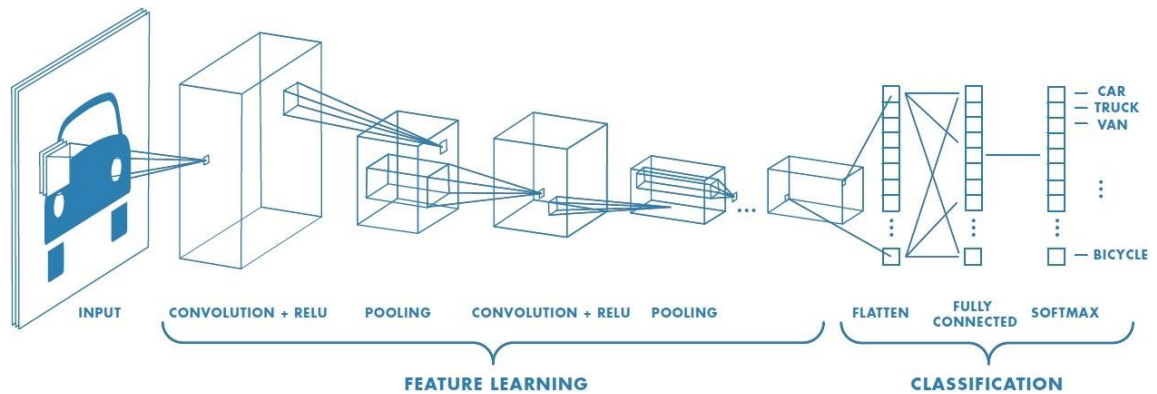 CAR
TRUCK
VAN
BICYCLE
INPUT
CONVOLUTION + RELU
POOLING
CONVOLUTION + RELU
POOLING
FLATTEN
FULLY
CONNECTED
SOFTMAX
FEATURE LEARNING
CLASSIFICATION